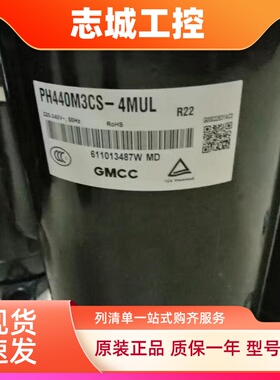 志城工控
PH440M3CS-4MUL
R22
220-240V~, 50Hz
RoHS
611013487W MD
GMCC
现货
速发
列清单一站式购齐服务
原装正品 质保一年 型号